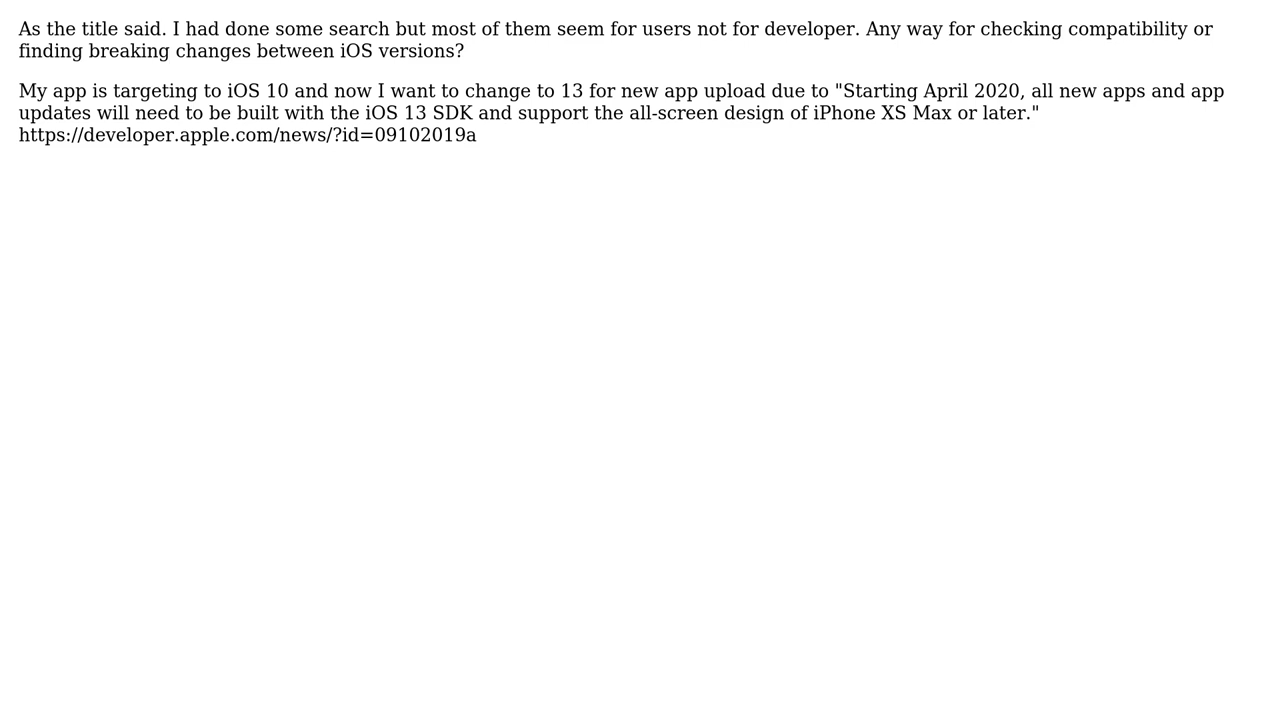 As the title said. I had done some search but most of them seem for users not for developer. Any way for checking compatibility or
finding breaking changes between iOS versions?
My app is targeting to iOS 10 and now I want to change to 13 for new app upload due to "Starting April 2020, all new apps and app
updates will need to be built with the iOS 13 SDK and support the all-screen design of iPhone XS Max or later."
https://developer.apple.com/news/?id=09102019a